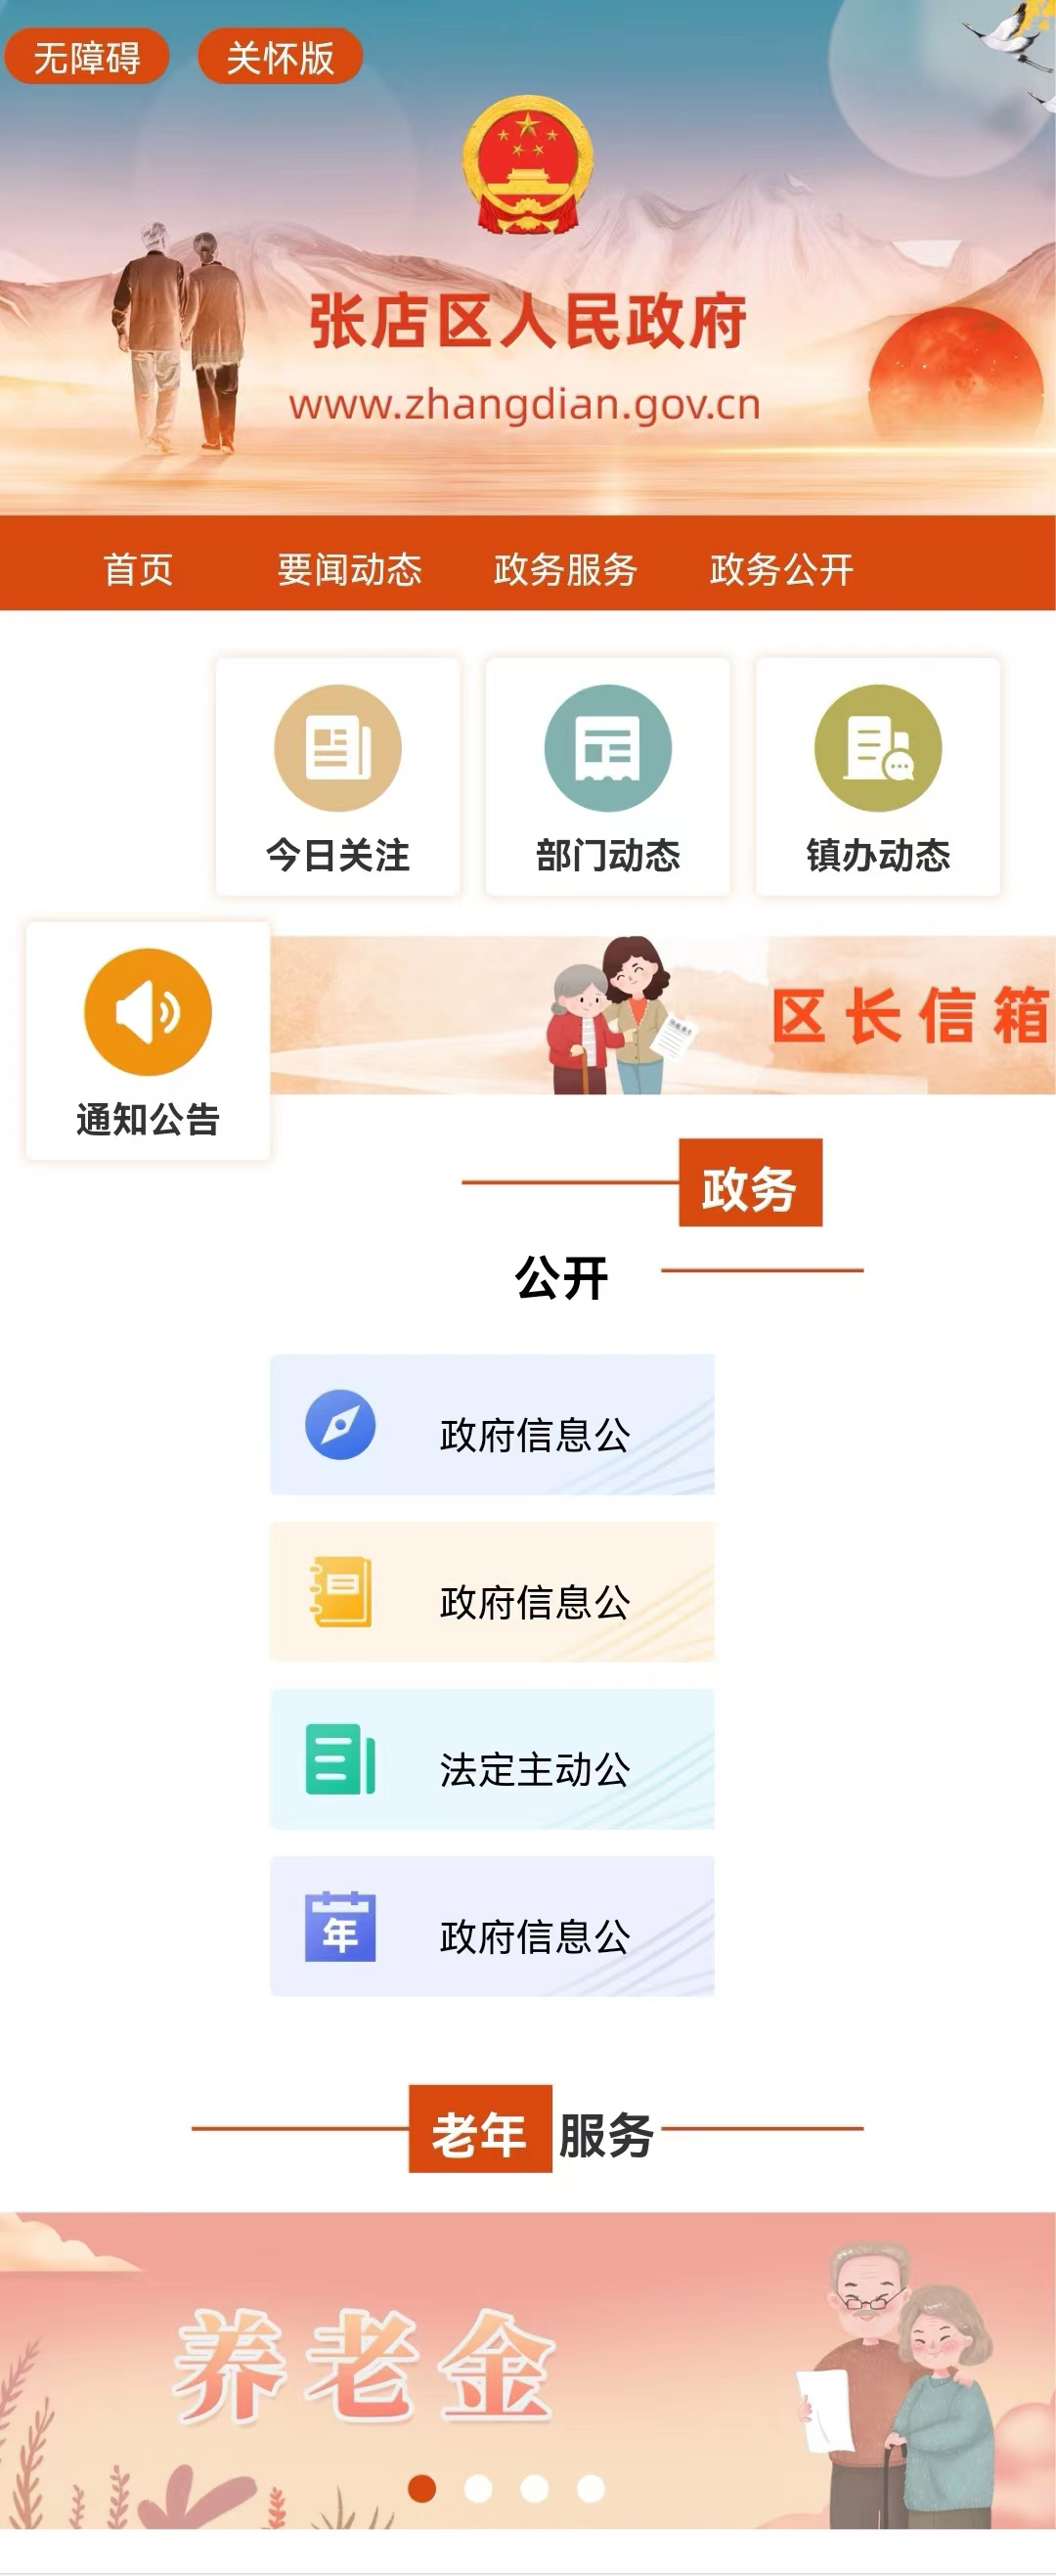 无障碍 关怀版
张店区人民政府
www.zhangdian.gov.cn
首页 要闻动态 政务服务 政务公开
今日关注 部门动态 镇办动态
通知公告
区长信箱
政务
公开
政府信息公
政府信息公
法定主动公
年
政府信息公
老年服务
养老金